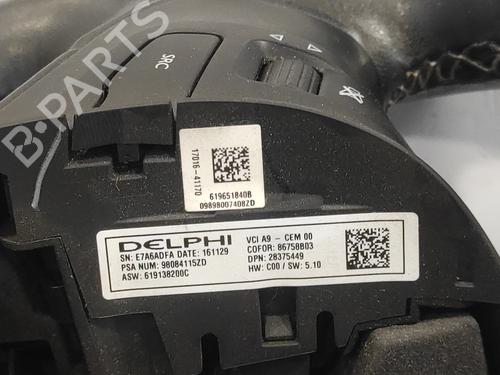 B-PARTS
SRC
17016-41170
619651840B
09898007408ZD
DELPHI
VCI A9 - CEM 00
SN: E7A6ADFA DATE: 161129
COFOR: 86758B03
PSA NUM: 98084115ZD
DPN: 28375449
ASW: 619138200C
HW: C00 / SW: 5.10